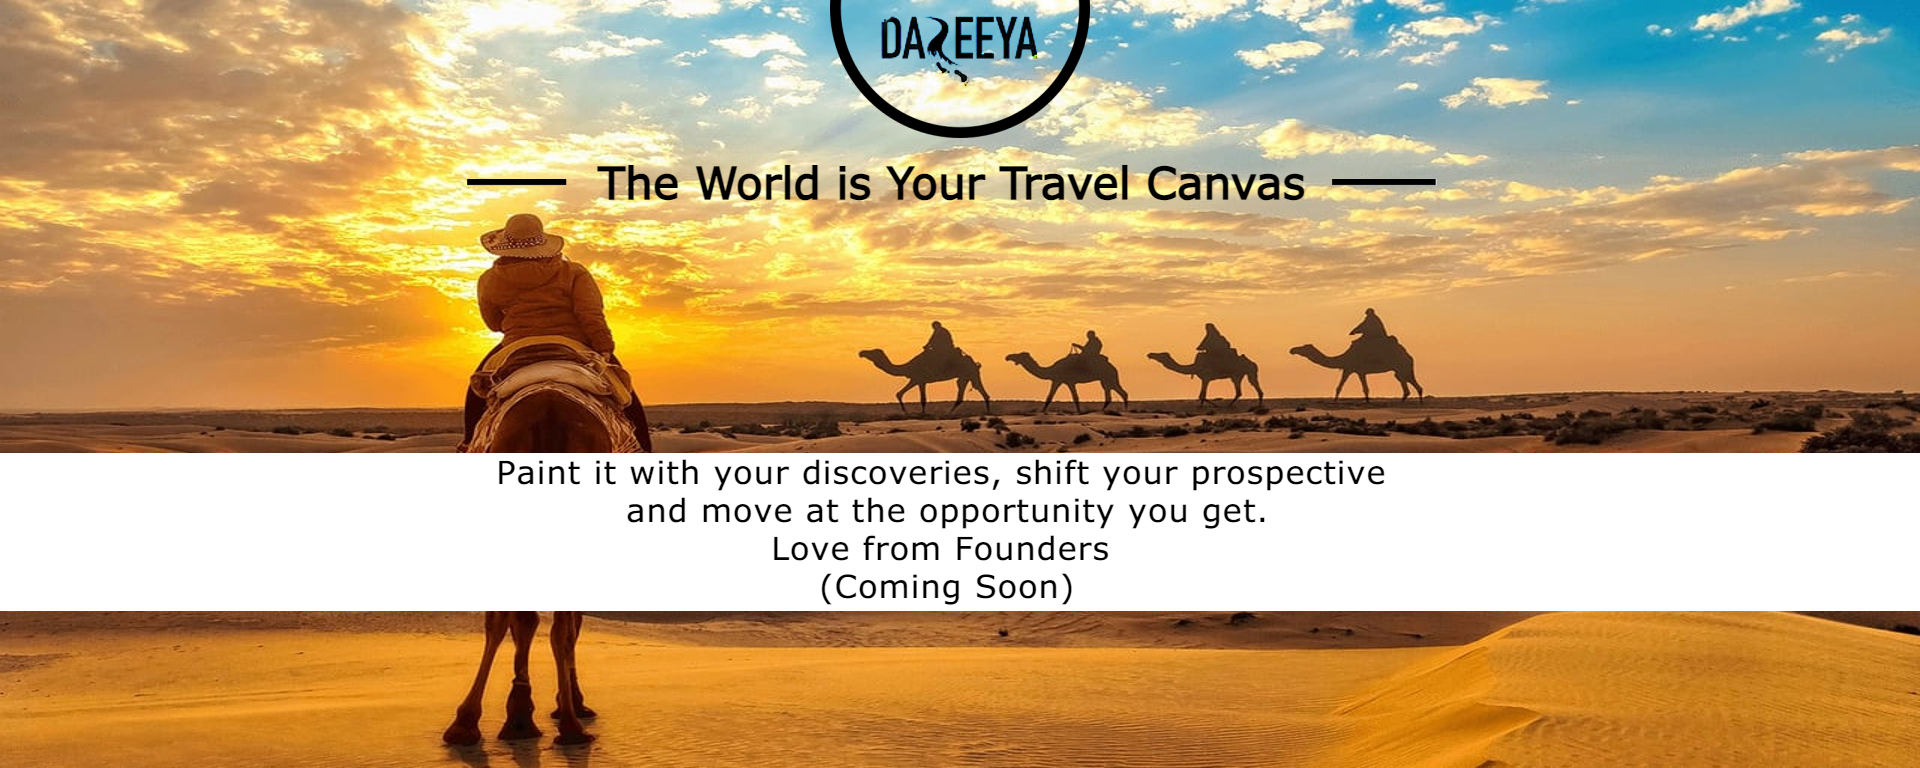 DAREEYA
The World is Your Travel Canvas
Paint it with your discoveries, shift your prospective
and move at the opportunity you get.
Love from Founders
(Coming Soon)